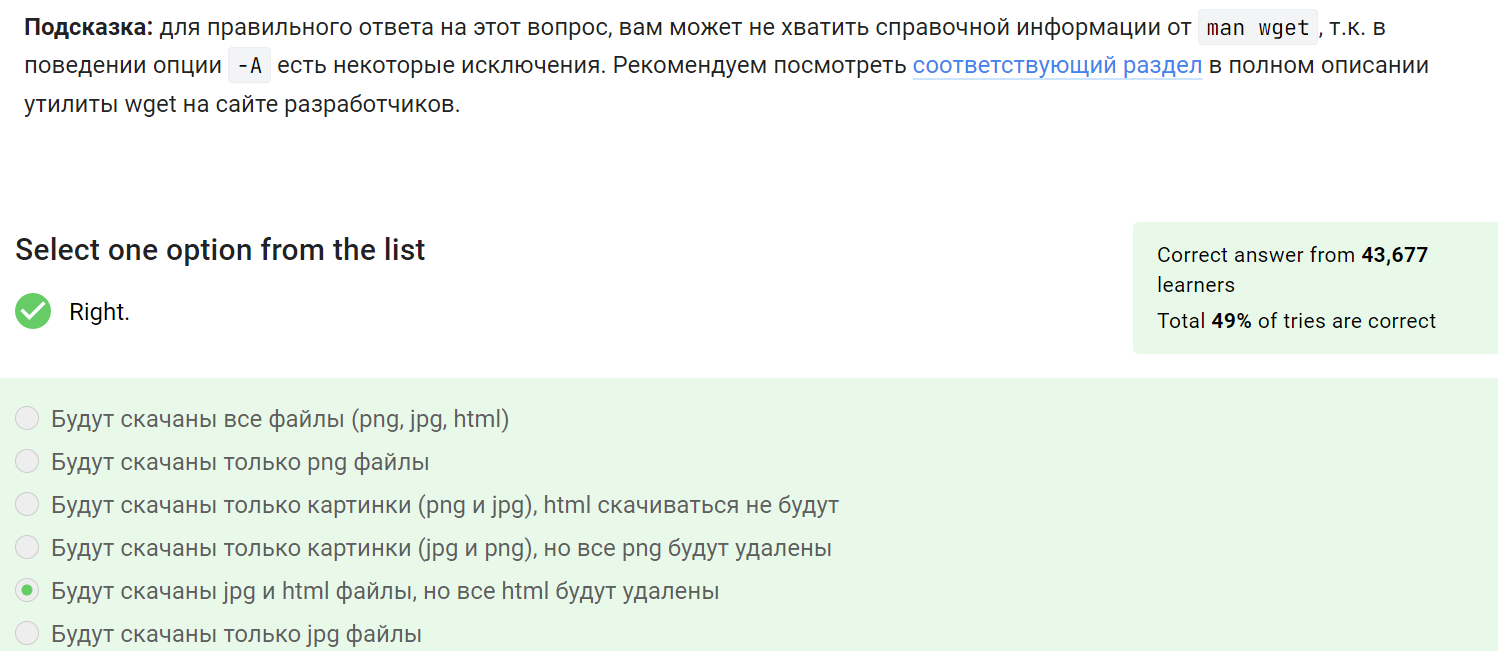 Подсказка: для правильного ответа на этот вопрос, вам может не хватить справочной информации от man wget, т.к. в
поведении опции -A есть некоторые исключения. Рекомендуем посмотреть соответствующий раздел в полном описании
утилиты wget на сайте разработчиков.
Select one option from the list
Right.
Correct answer from 43,677
learners
Total 49% of tries are correct
Будут скачаны все файлы (png, jpg, html)
Будут скачаны только png файлы
Будут скачаны только картинки (png и jpg), html скачиваться не будут
Будут скачаны только картинки (jpg и png), но все png будут удалены
Будут скачаны jpg и html файлы, но все html будут удалены
Будут скачаны только jpg файлы